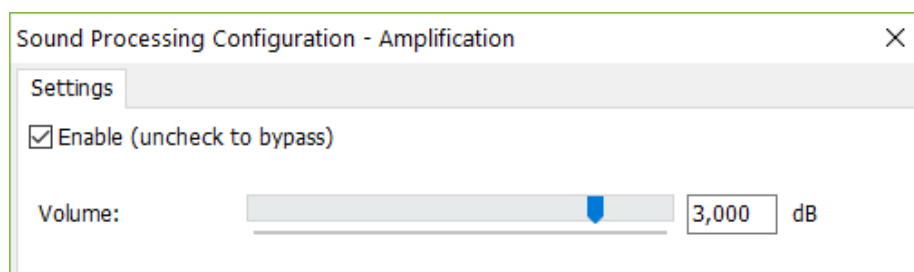 Sound Processing Configuration - Amplification
Settings
Enable (uncheck to bypass)
Volume: 3,000 dB